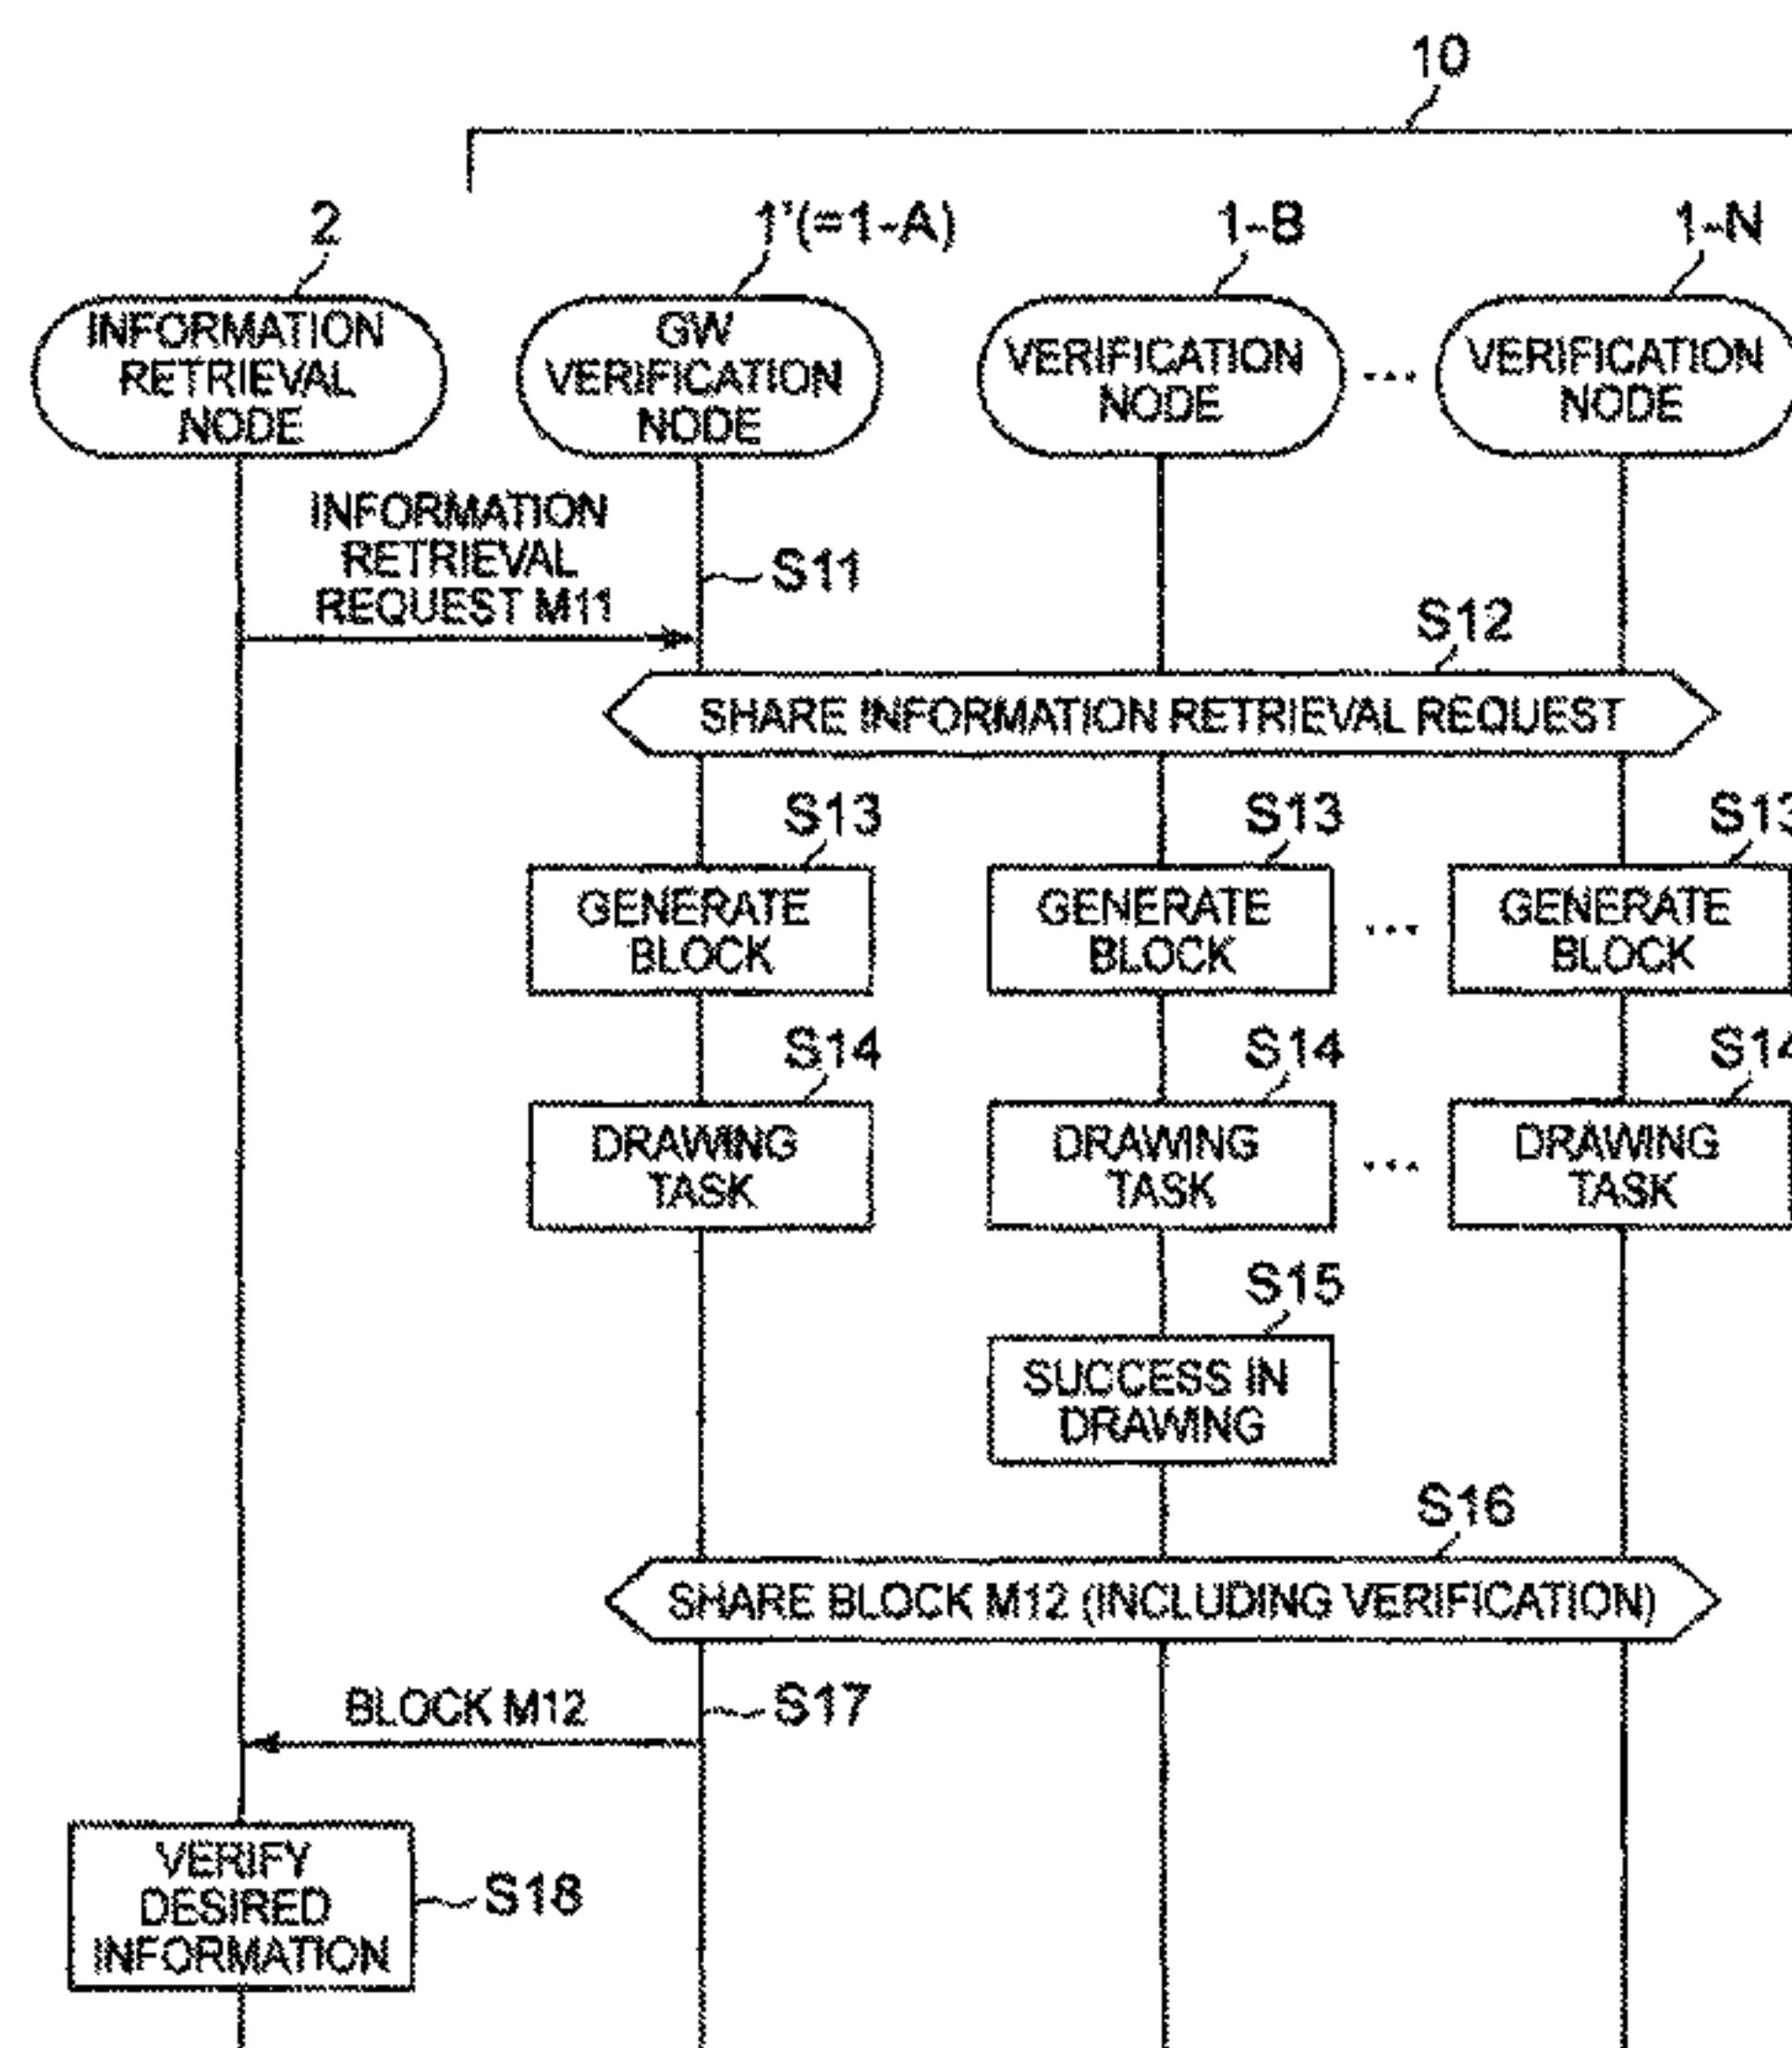 10
2
1'(=1-A)
1-B
1-N
INFORMATION
RETRIEVAL
NODE
GW
VERIFICATION
NODE
VERIFICATION
NODE
...
VERIFICATION
NODE
INFORMATION
RETRIEVAL
REQUEST M11
S11
S12
SHARE INFORMATION RETRIEVAL REQUEST
S13
S13
S13
GENERATE
BLOCK
GENERATE
BLOCK
...
GENERATE
BLOCK
S14
S14
S14
DRAWING
TASK
DRAWING
TASK
...
DRAWING
TASK
S15
SUCCESS IN
DRAWING
S16
SHARE BLOCK M12 (INCLUDING VERIFICATION)
BLOCK M12
S17
VERIFY
DESIRED
INFORMATION
S18